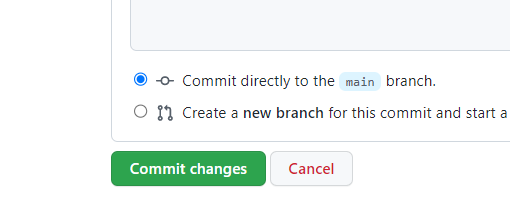 Commit directly to the main branch.
Create a new branch for this commit and start a
Commit changes Cancel